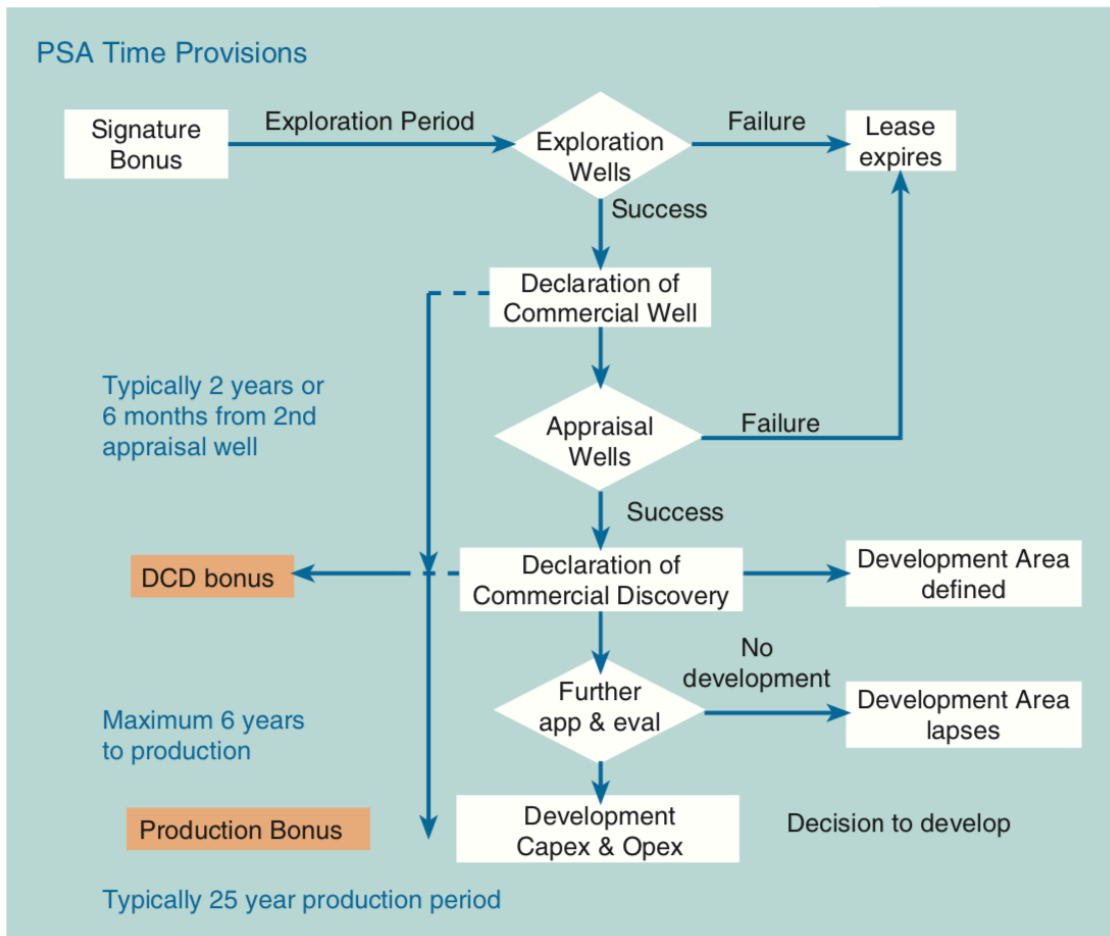 PSA Time Provisions
Signature
Bonus
Exploration Period
Exploration
Wells
Failure
Lease
expires
Success
Declaration of
Commercial Well
Typically 2 years or
6 months from 2nd
appraisal well
Appraisal
Wells
Failure
Success
DCD bonus
Declaration of
Commercial Discovery
Development Area
defined
No
development
Further
app & eval
Development Area
lapses
Maximum 6 years
to production
Production Bonus
Development
Capex & Opex
Decision to develop
Typically 25 year production period